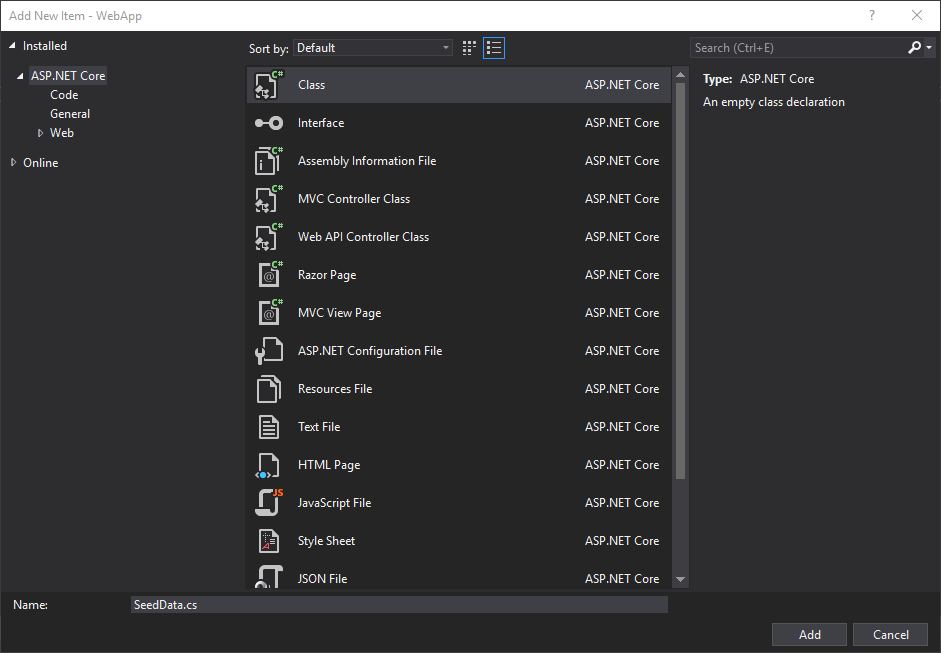 Add New Item - WebApp
?
Installed
ASP.NET Core
Code
General
Web
Online
Sort by: Default
C# Class ASP.NET Core
Interface ASP.NET Core
C# Assembly Information File ASP.NET Core
C# MVC Controller Class ASP.NET Core
C# Web API Controller Class ASP.NET Core
C# @ Razor Page ASP.NET Core
C# @ MVC View Page ASP.NET Core
ASP.NET Configuration File ASP.NET Core
Resources File ASP.NET Core
Text File ASP.NET Core
HTML Page ASP.NET Core
JS JavaScript File ASP.NET Core
A Style Sheet ASP.NET Core
JSON File ASP.NET Core
Search (Ctrl+E)
Type: ASP.NET Core
An empty class declaration
Name: SeedData.cs
Add Cancel